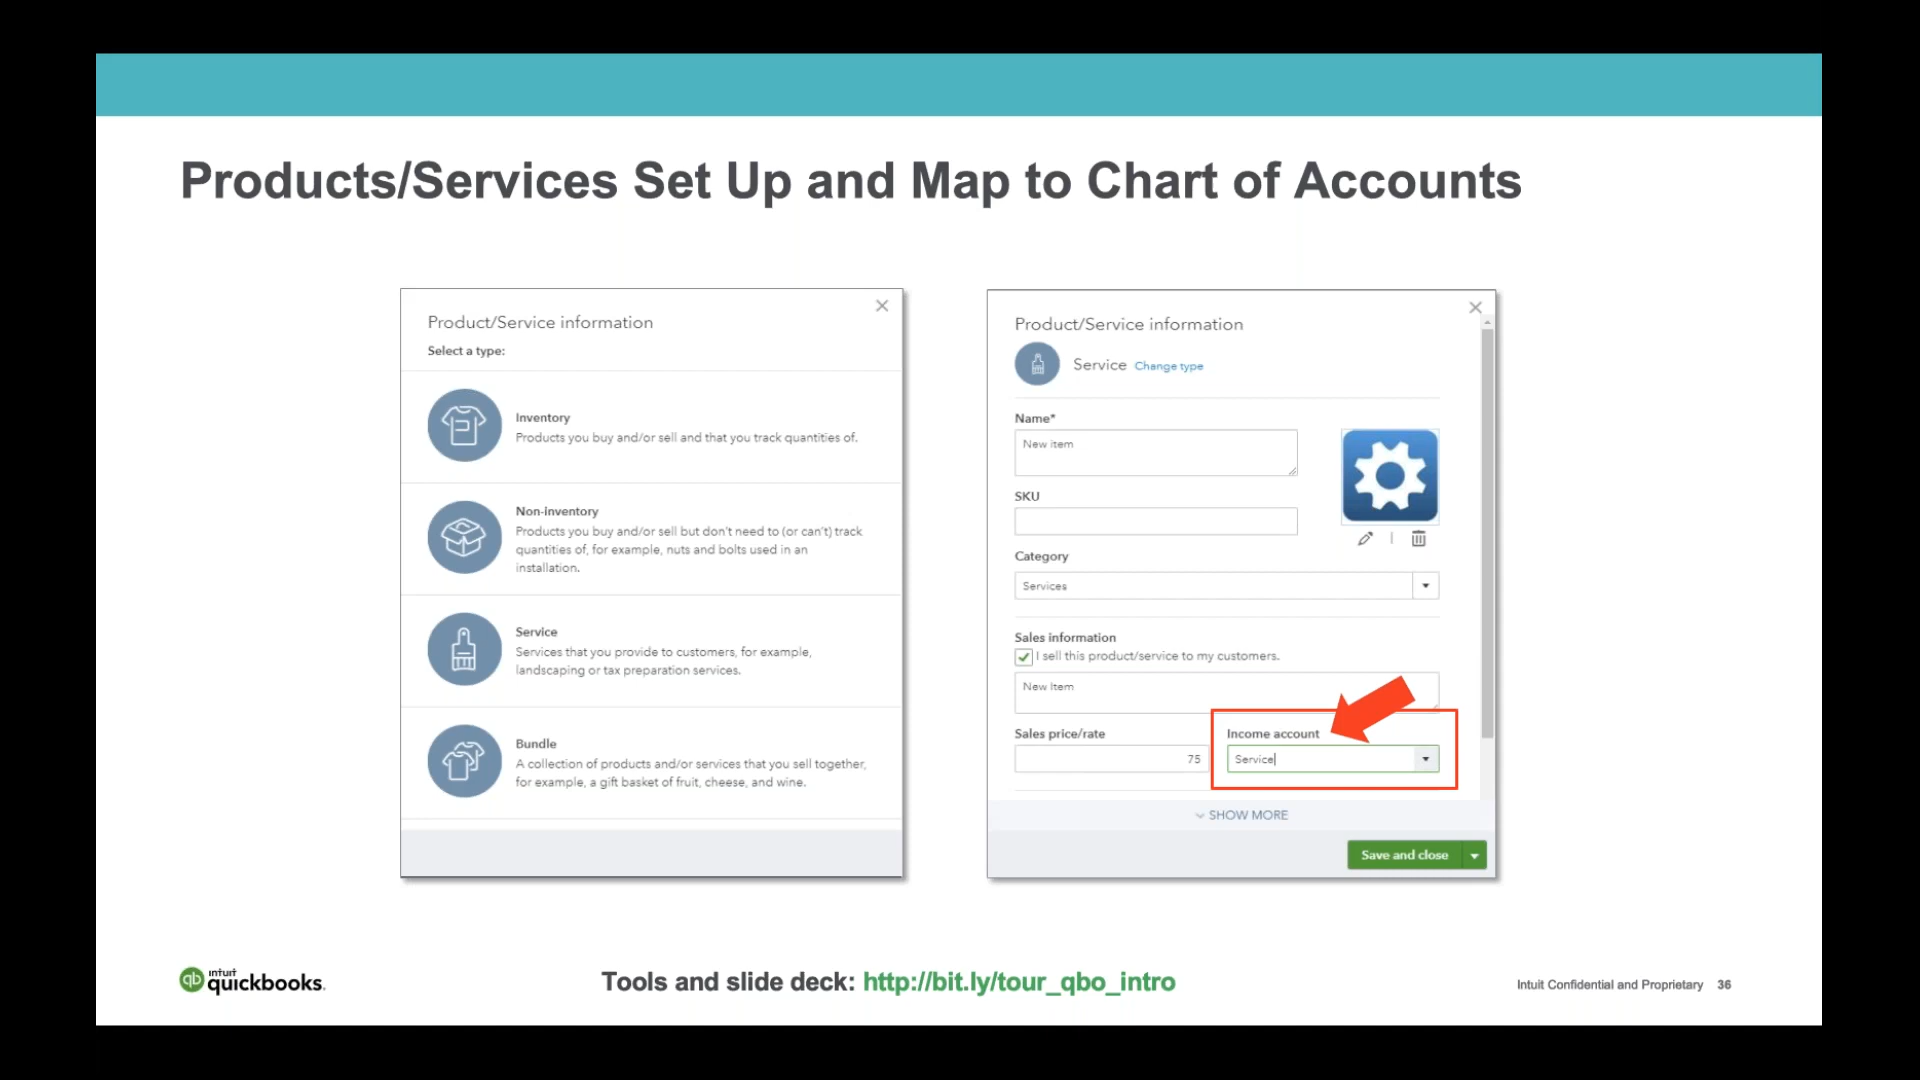 Products/Services Set Up and Map to Chart of Accounts
Product/Service information
Select a type:
Inventory
Products you buy and/or sell and that you track quantities of.
Non-inventory
Products you buy and/or sell but don't need to (or can't) track
quantities of, for example, nuts and bolts used in an
installation.
Service
Services that you provide to customers, for example,
landscaping or tax preparation services.
Bundle
A collection of products and/or services that you sell together,
for example, a gift basket of fruit, cheese, and wine.
Product/Service information
Service Change type
Name*
New item
SKU
Category
Services
Sales information
I sell this product/service to my customers.
New Item
Sales price/rate
75
Income account
Service
SHOW MORE
Save and close
qb intuit quickbooks.
Tools and slide deck: http://bit.ly/tour_qbo_intro
Intuit Confidential and Proprietary 36